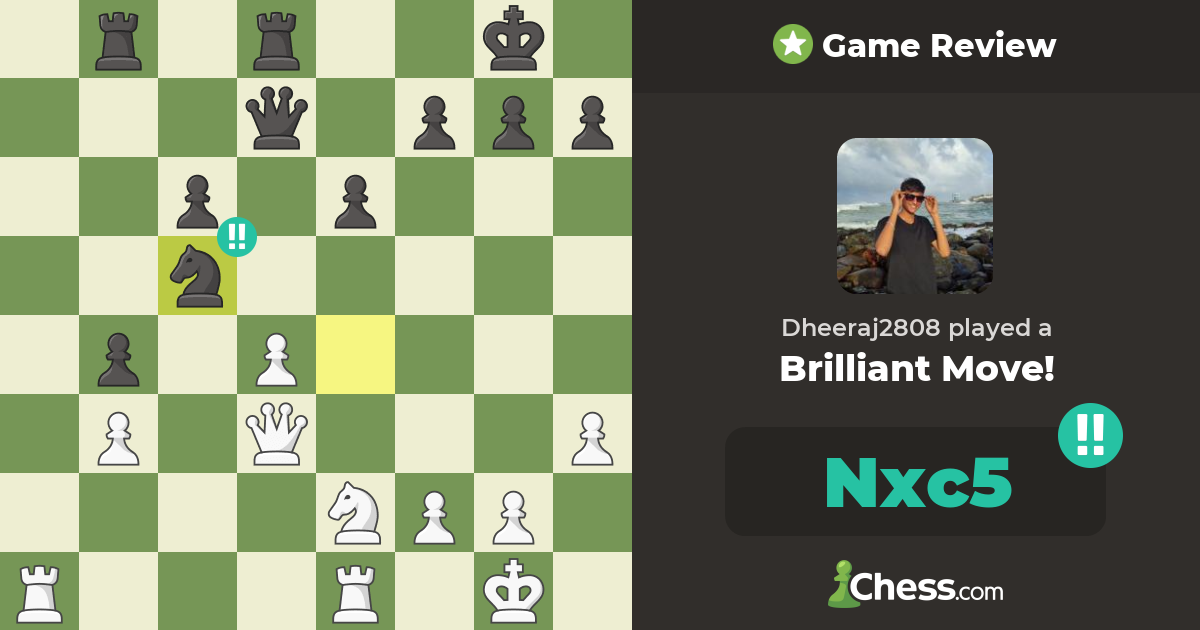 Game Review
Dheeraj2808 played a
Brilliant Move!
!!
!!
Nxc5
Chess.com